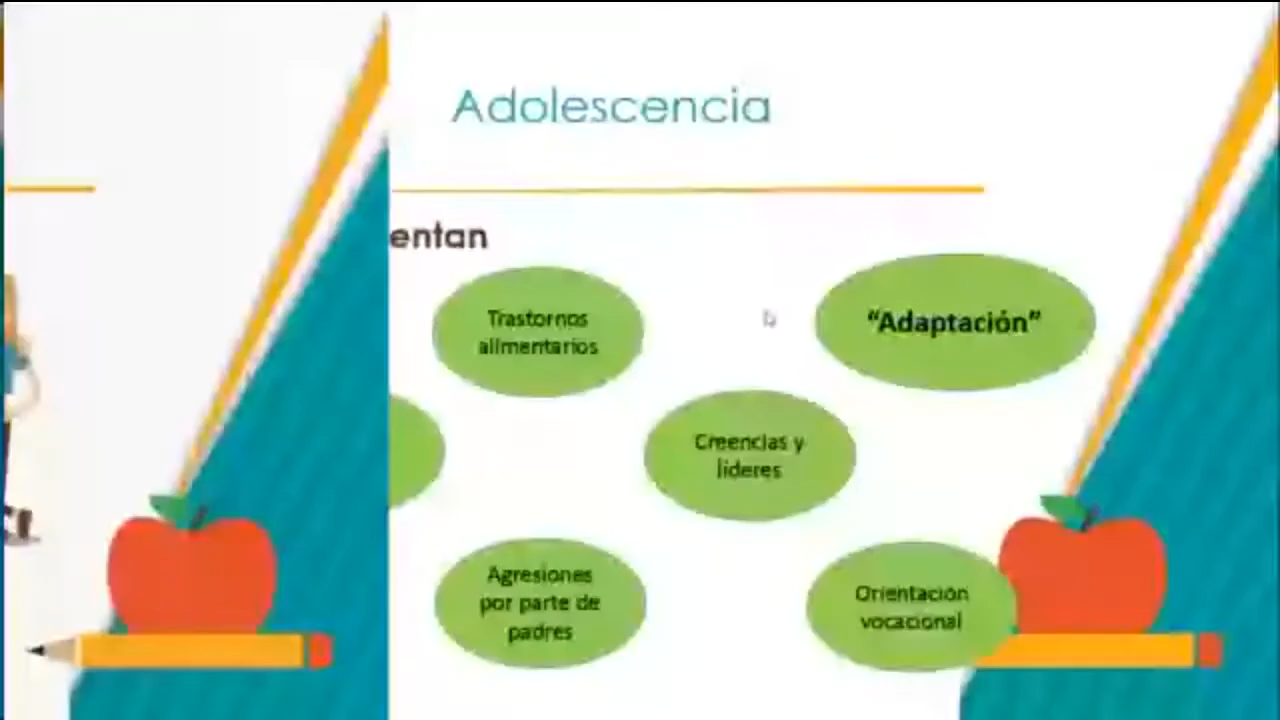 Adolescencia
entan
Trastornos
alimentarios
“Adaptación”
Creencias y
líderes
Agresiones
por parte de
padres
Orientación
vocacional